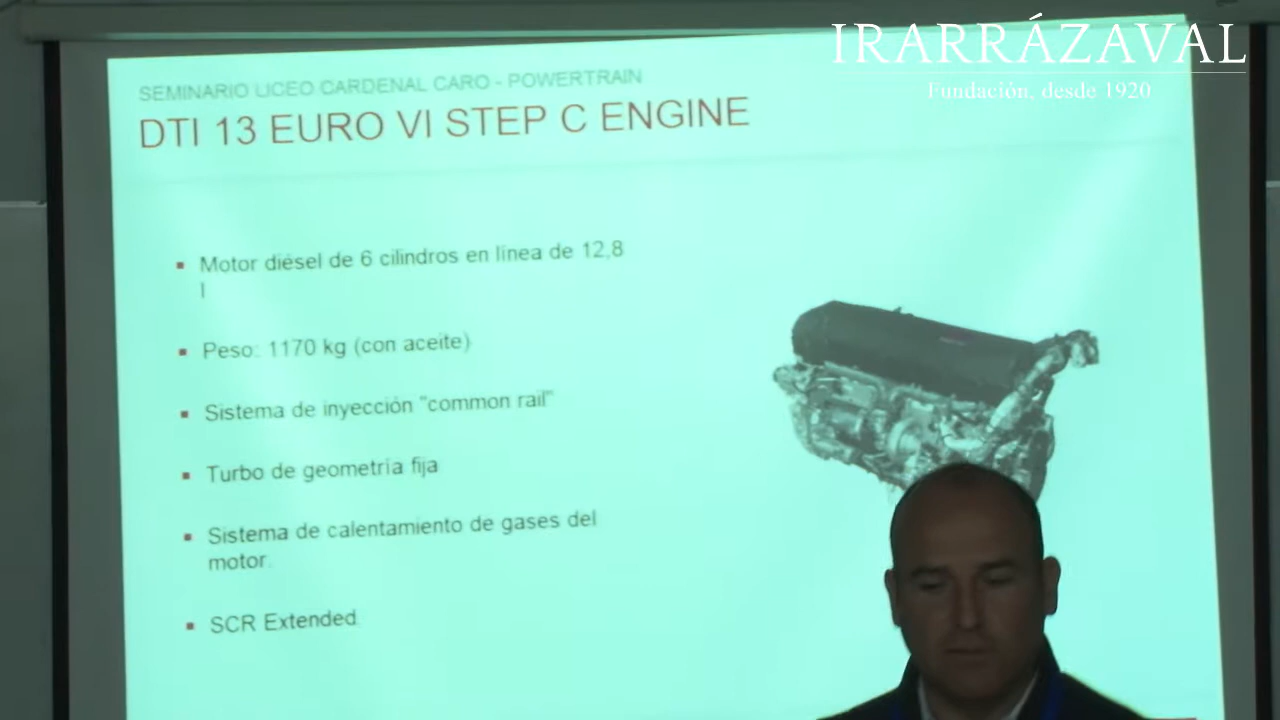 IRARRÁZAVAL
Fundación, desde 1920
SEMINARIO LICEO CARDENAL CARO - POWERTRAIN
DTI 13 EURO VI STEP C ENGINE
▪ Motor diésel de 6 cilindros en línea de 12,8
l
▪ Peso: 1170 kg (con aceite)
▪ Sistema de inyección "common rail"
▪ Turbo de geometría fija
▪ Sistema de calentamiento de gases del
motor.
▪ SCR Extended